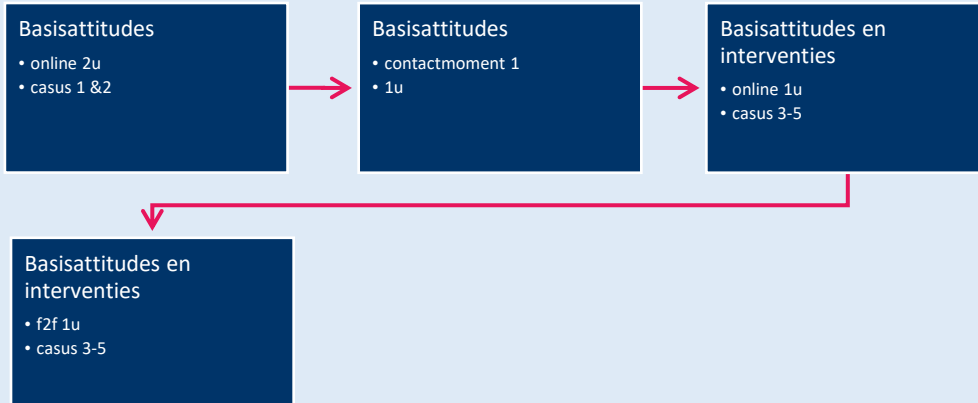 Basisattitudes
• online 2u
• casus 1 &2
Basisattitudes
• contactmoment 1
• 1u
Basisattitudes en
interventies
• online 1u
• casus 3-5
Basisattitudes en
interventies
• f2f 1u
• casus 3-5